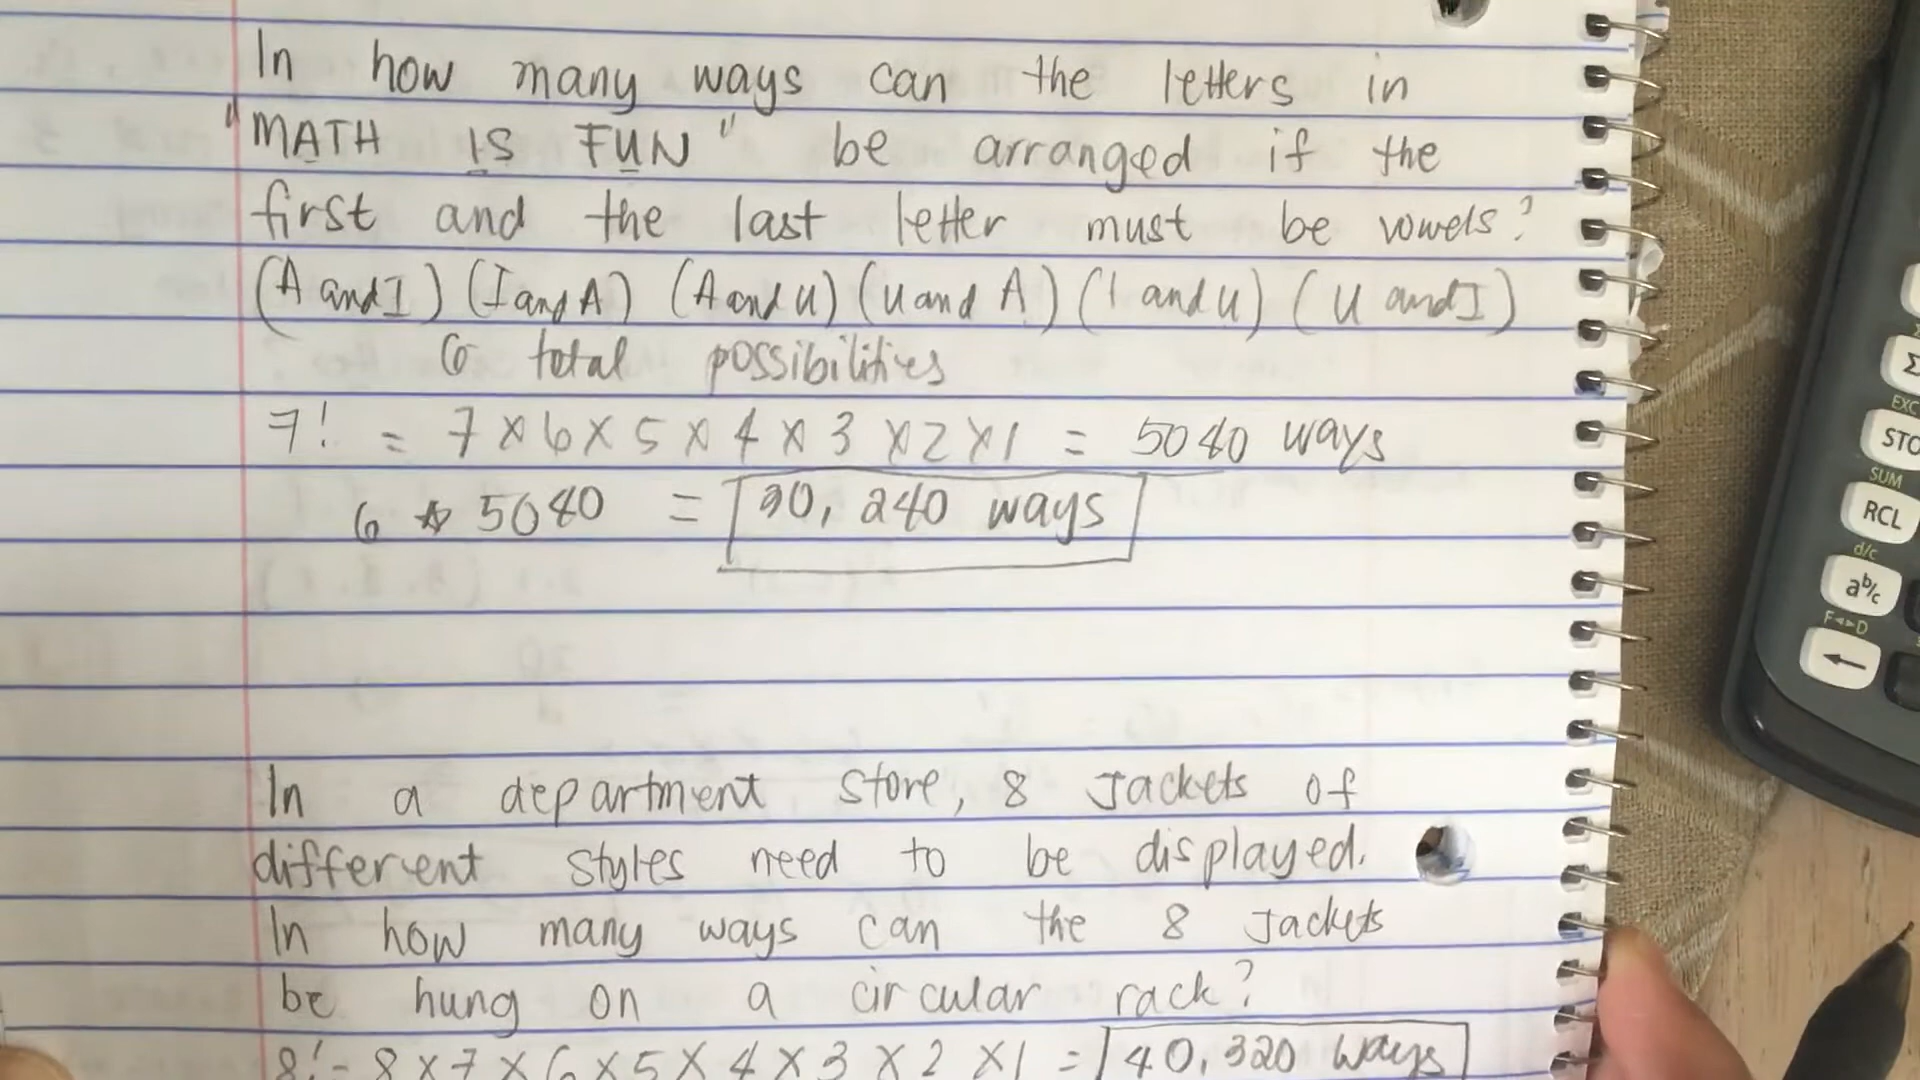 In how many ways can the letters in
"MATH IS FUN" be arranged if the
first and the last letter must be vowels?
(A and I) (I and A) (A and U) (U and A) (I and U) (U and I)
6 total possibilities
7! = 7 x 6 x 5 x 4 x 3 x 2 x 1 = 5040 ways
6 * 5040 = 30,240 ways
In a department store, 8 Jackets of
different styles need to be displayed.
In how many ways can the 8 Jackets
be hung on a circular rack?
8! = 8 x 7 x 6 x 5 x 4 x 3 x 2 x 1 = 40,320 ways
Σ
EXC
STO
SUM
RCL
d/c
a b/c
F◄►D
←